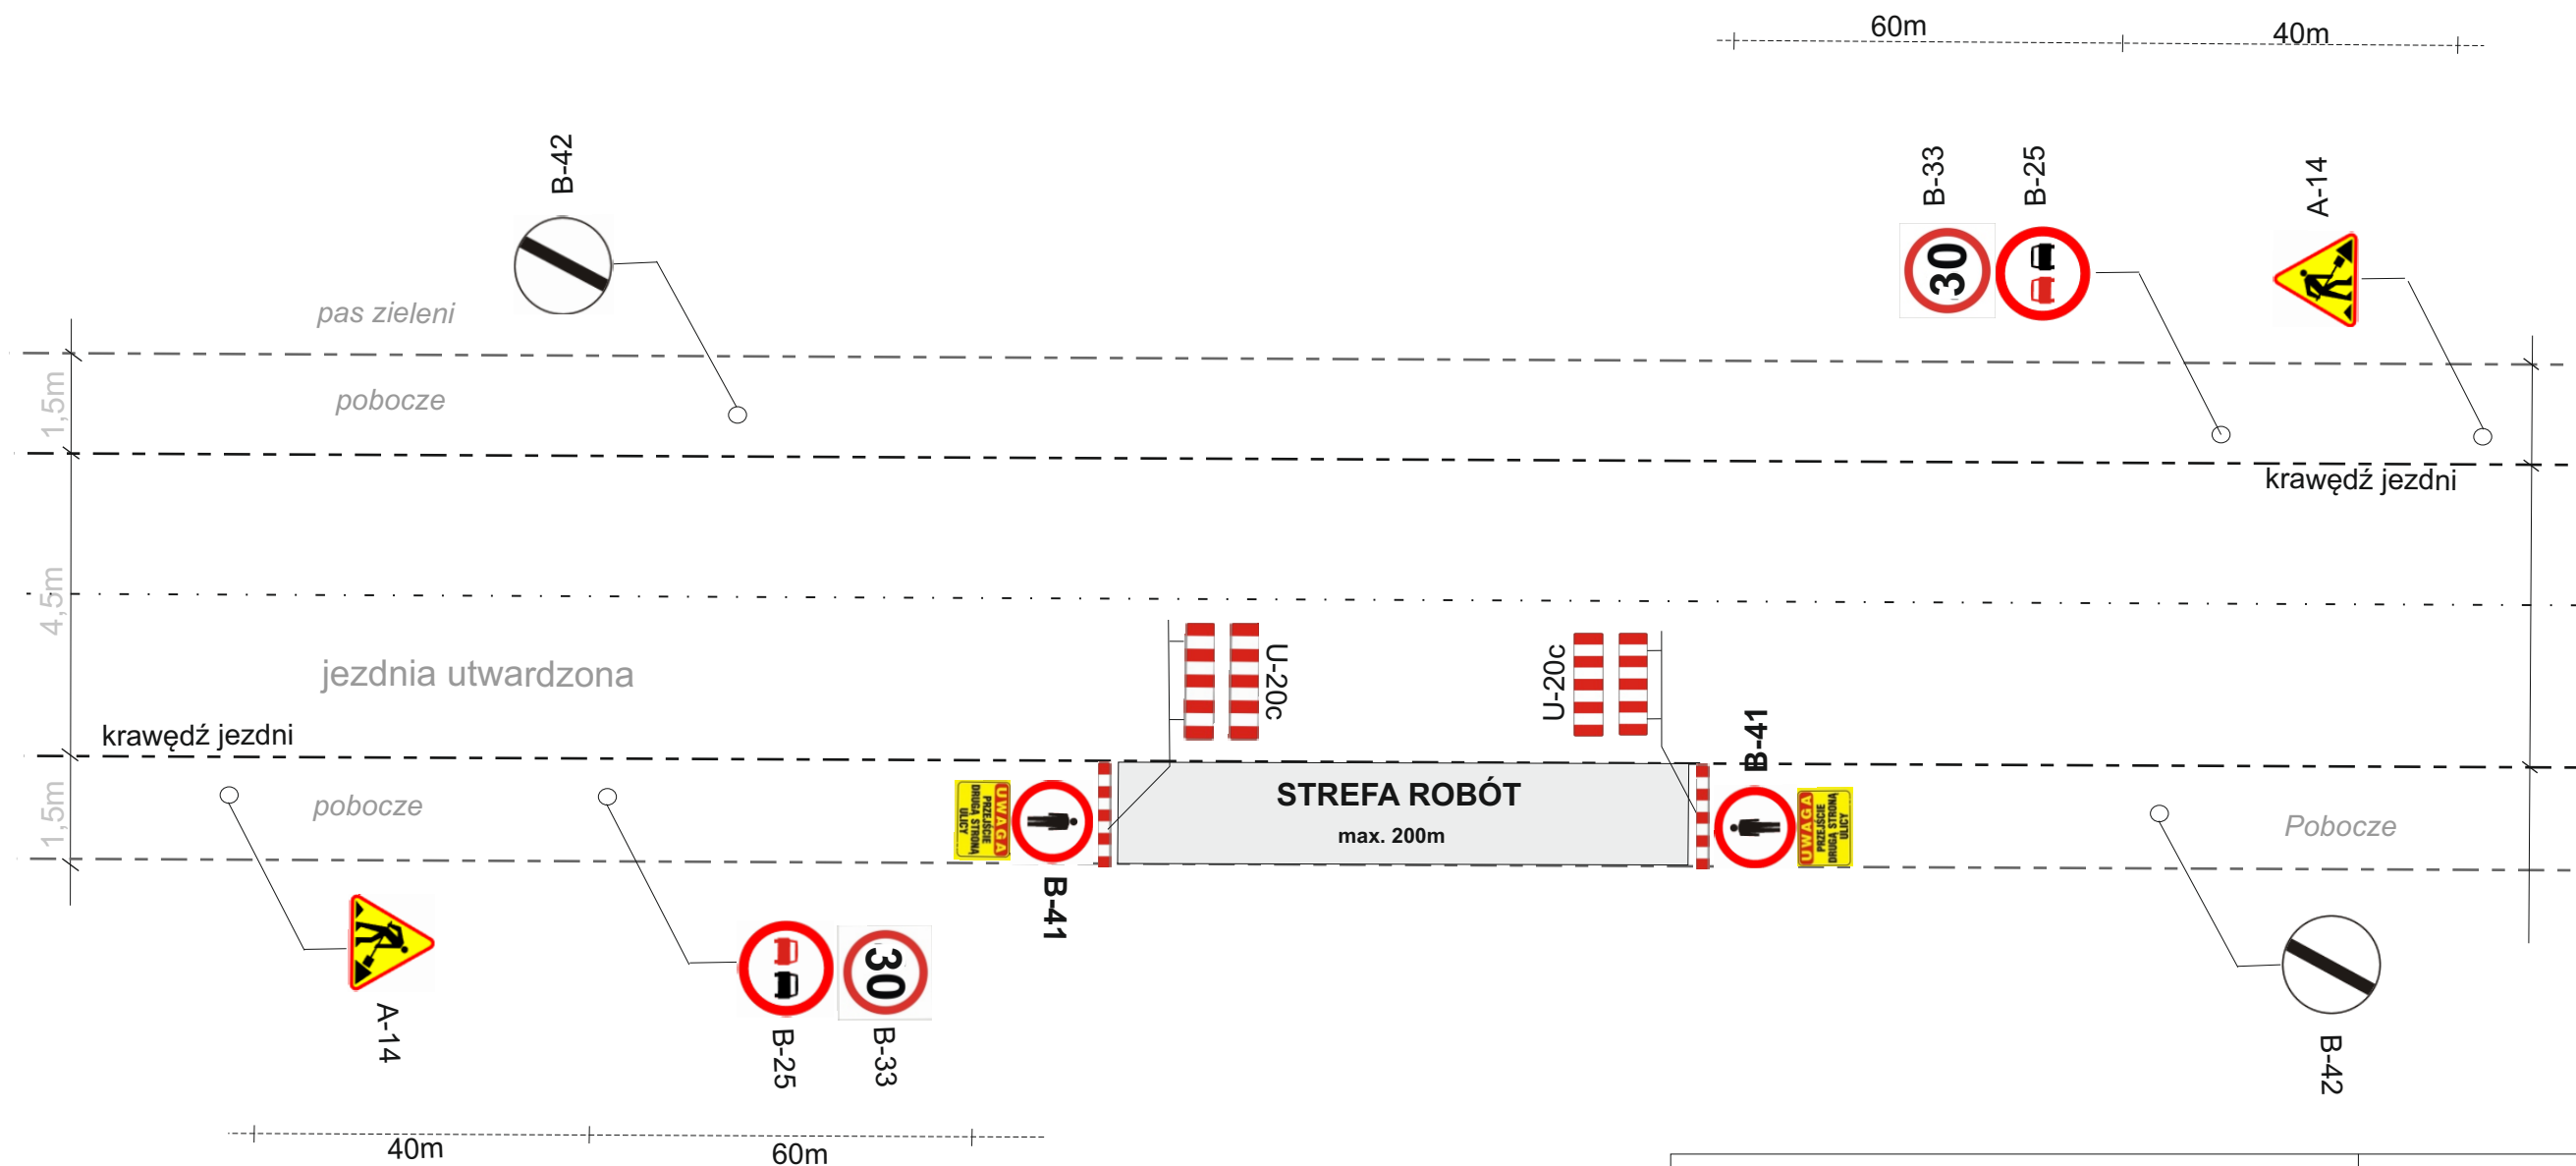 60m
40m
B-42
B-33
B-25
A-14
30
pas zieleni
1,5m
pobocze
krawędź jezdni
4,5m
U-20c
U-20c
jezdnia utwardzona
krawędź jezdni
B-41
1,5m
pobocze
UWAGA
PRZEJŚCIE
DRUGĄ STRONĄ
ULICY
STREFA ROBÓT
max. 200m
UWAGA
PRZEJŚCIE
DRUGĄ STRONĄ
ULICY
Pobocze
B-41
30
A-14
B-25
B-33
B-42
40m
60m